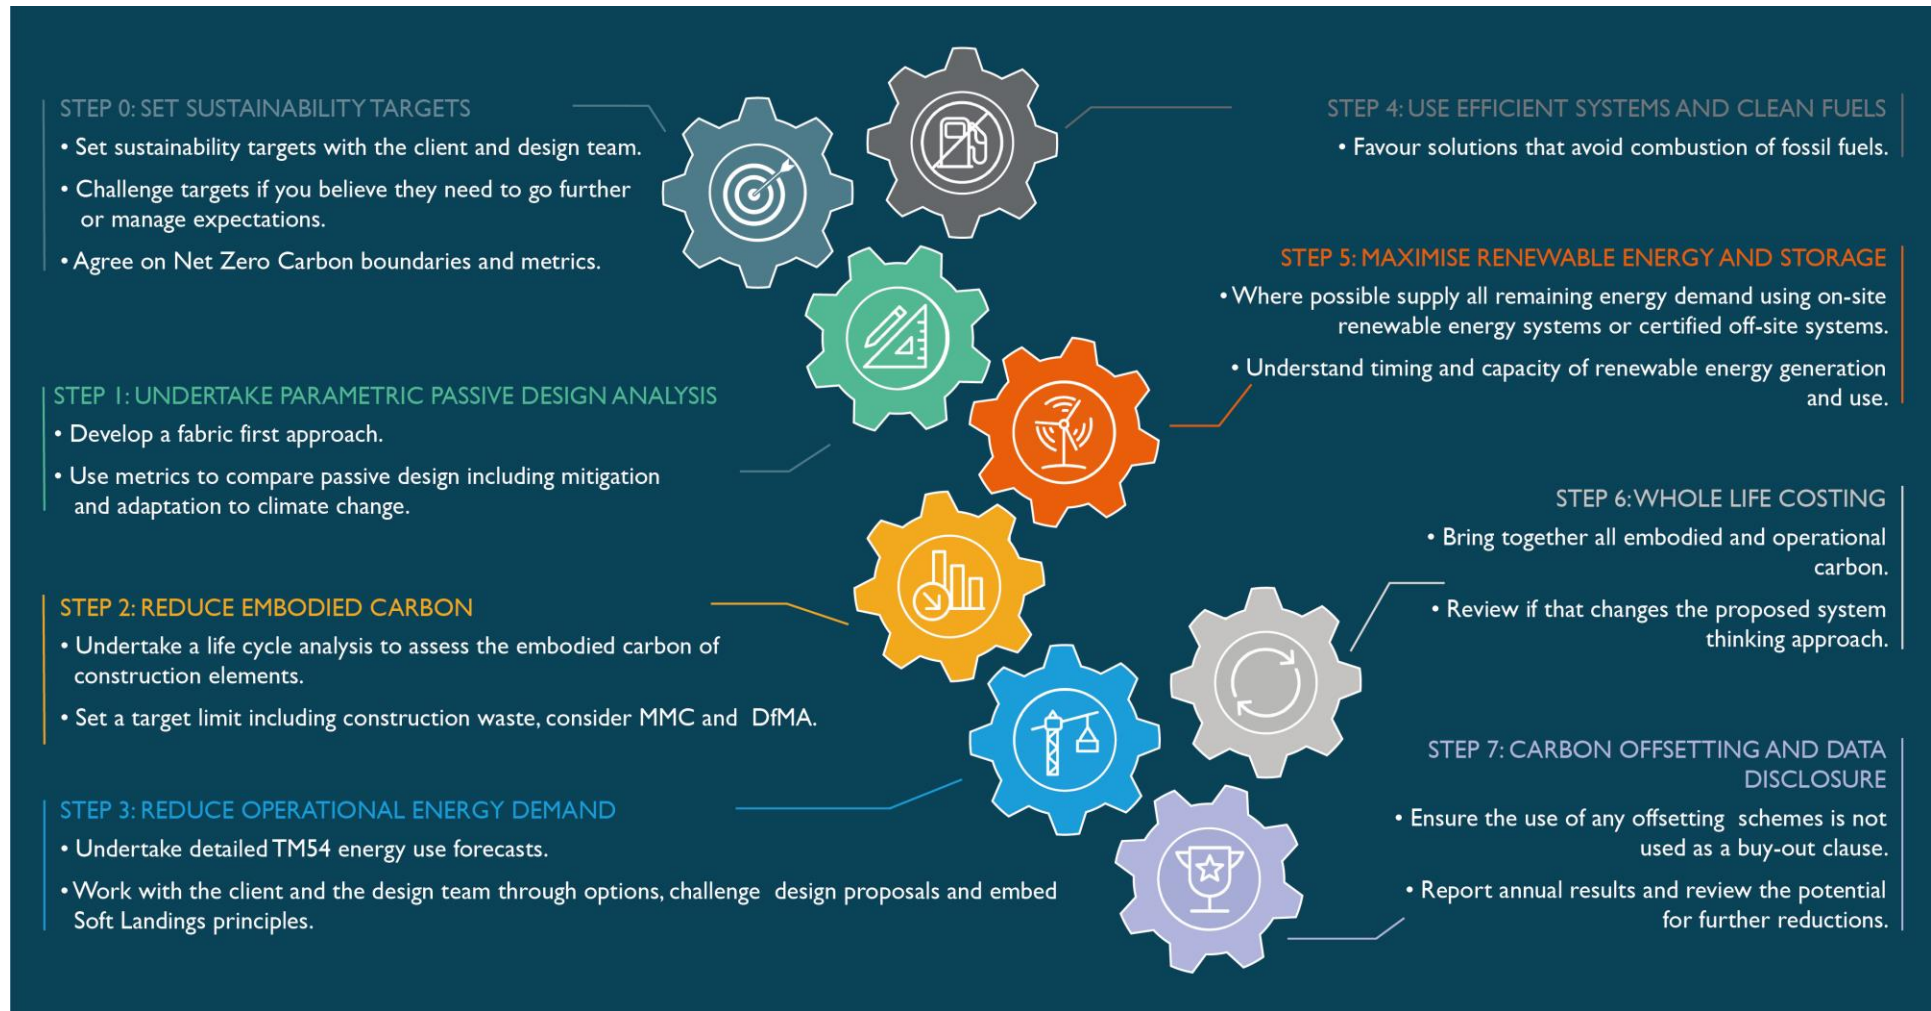 STEP 0: SET SUSTAINABILITY TARGETS
• Set sustainability targets with the client and design team.
• Challenge targets if you believe they need to go further
or manage expectations.
• Agree on Net Zero Carbon boundaries and metrics.
STEP 1: UNDERTAKE PARAMETRIC PASSIVE DESIGN ANALYSIS
• Develop a fabric first approach.
• Use metrics to compare passive design including mitigation
and adaptation to climate change.
STEP 2: REDUCE EMBODIED CARBON
• Undertake a life cycle analysis to assess the embodied carbon of
construction elements.
• Set a target limit including construction waste, consider MMC and DfMA.
STEP 3: REDUCE OPERATIONAL ENERGY DEMAND
• Undertake detailed TM54 energy use forecasts.
• Work with the client and the design team through options, challenge design proposals and embed
Soft Landings principles.
STEP 4: USE EFFICIENT SYSTEMS AND CLEAN FUELS
• Favour solutions that avoid combustion of fossil fuels.
STEP 5: MAXIMISE RENEWABLE ENERGY AND STORAGE
• Where possible supply all remaining energy demand using on-site
renewable energy systems or certified off-site systems.
• Understand timing and capacity of renewable energy generation
and use.
STEP 6: WHOLE LIFE COSTING
• Bring together all embodied and operational
carbon.
• Review if that changes the proposed system
thinking approach.
STEP 7: CARBON OFFSETTING AND DATA
DISCLOSURE
• Ensure the use of any offsetting schemes is not
used as a buy-out clause.
• Report annual results and review the potential
for further reductions.